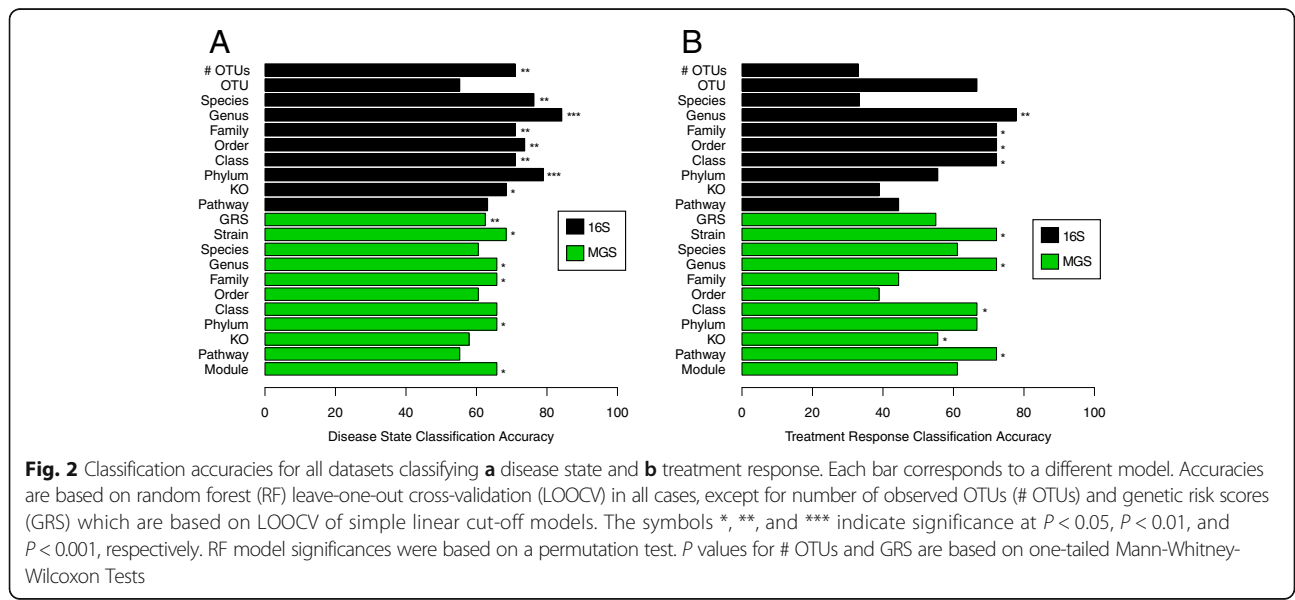 A
# OTUs **
OTU
Species **
Genus ***
Family **
Order **
Class **
Phylum ***
KO *
Pathway
GRS **
Strain *
Species
Genus *
Family *
Order
Class
Phylum *
KO
Pathway
Module *
16S
MGS
0 20 40 60 80 100
Disease State Classification Accuracy
B
# OTUs
OTU
Species
Genus **
Family *
Order *
Class *
Phylum
KO
Pathway
GRS
Strain *
Species
Genus *
Family
Order
Class *
Phylum
KO *
Pathway *
Module
16S
MGS
0 20 40 60 80 100
Treatment Response Classification Accuracy
Fig. 2 Classification accuracies for all datasets classifying a disease state and b treatment response. Each bar corresponds to a different model. Accuracies
are based on random forest (RF) leave-one-out cross-validation (LOOCV) in all cases, except for number of observed OTUs (# OTUs) and genetic risk scores
(GRS) which are based on LOOCV of simple linear cut-off models. The symbols *, **, and *** indicate significance at P < 0.05, P < 0.01, and
P < 0.001, respectively. RF model significances were based on a permutation test. P values for # OTUs and GRS are based on one-tailed Mann-Whitney-
Wilcoxon Tests